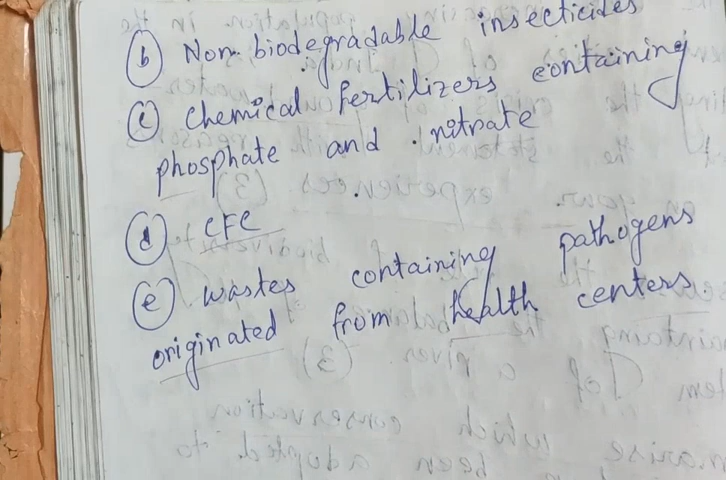 (b) Non-biodegradable insecticides
(c) Chemical fertilizers containing
phosphate and nitrate
(d) CFC
(e) wastes containing pathogens
originated from health centers